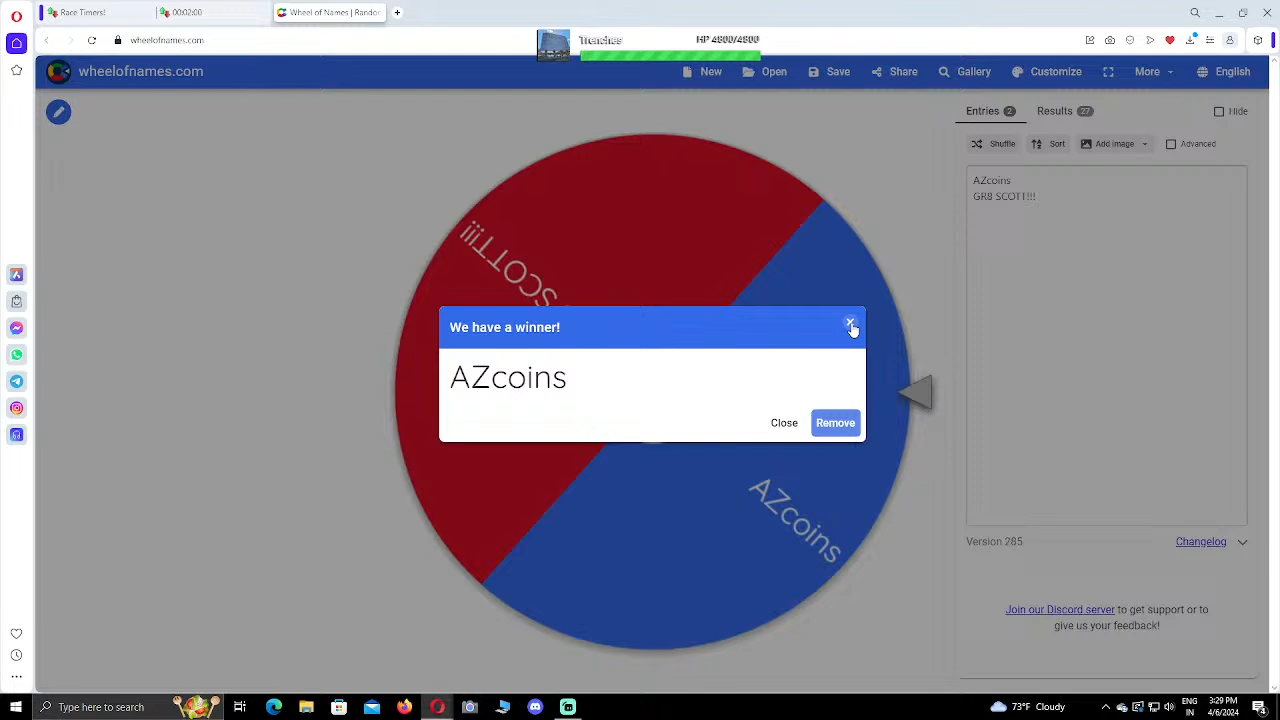 Race Timers!
00:02:00
Wheel of Names | Random
wheelofnames.com
Trenches HP 4800/4800
wheelofnames.com
New
Open
Save
Share
Gallery
Customize
More
English
Entries 2
Results 27
Hide
Shuffle
Sort
Add image
Advanced
AZcoins
GR8 SCOTT!!!
SCOTT!!!
We have a winner!
AZcoins
Close
Remove
AZcoins
Version 285
Changelog
Join our Discord server to get support or to
give us your feedback!
Type here to search
73°F Cloudy
IN
4:29 PM
4/6/2024